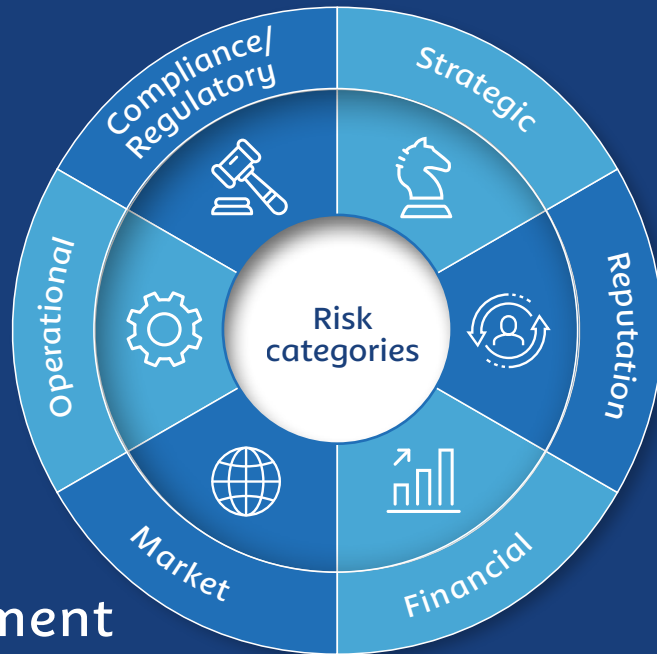 Compliance/
Regulatory
Strategic
Operational
Risk
categories
Reputation
Market
Financial
ment